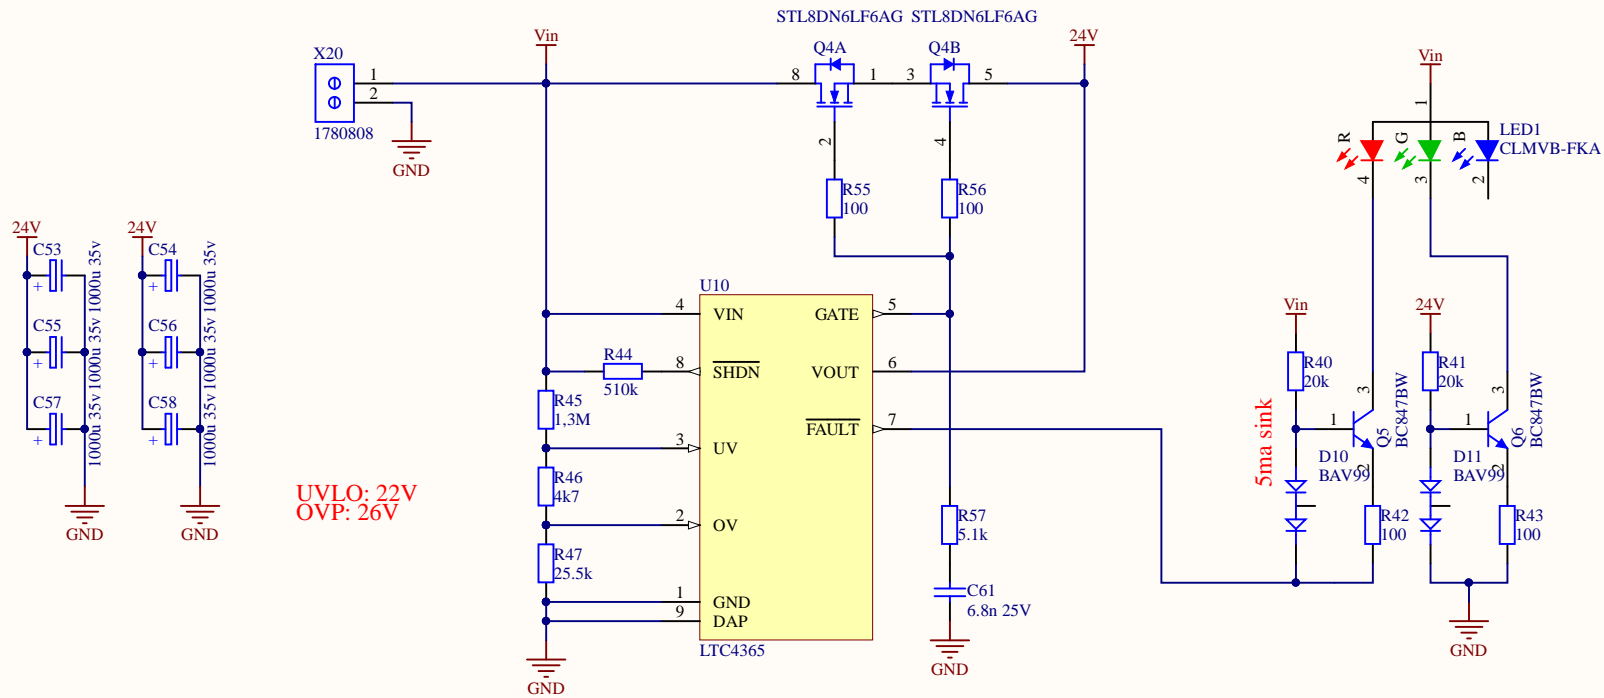 STL8DN6LF6AG STL8DN6LF6AG
Vin
Q4A
Q4B
24V
X20
1
2
1780808
GND
8
1
3
5
2
4
R55
100
R56
100
Vin
1
R
G
B
LED1
CLMVB-FKA
4
3
2
24V
C53
1000u 35v
C55
1000u 35v
C57
1000u 35v
+
+
+
GND
24V
C54
1000u 35v
C56
1000u 35v
C58
1000u 35v
+
+
+
GND
UVLO: 22V
OVP: 26V
U10
4
VIN
GATE
5
R44
510k
8
SHDN
VOUT
6
R45
1,3M
FAULT
7
3
UV
R46
4k7
2
OV
R47
25.5k
1
GND
9
DAP
LTC4365
GND
R57
5.1k
C61
6.8n 25V
GND
Vin
R40
20k
5ma sink
1
3
2
Q5
BC847BW
D10
BAV99
R42
100
24V
R41
20k
1
3
2
Q6
BC847BW
D11
BAV99
R43
100
GND